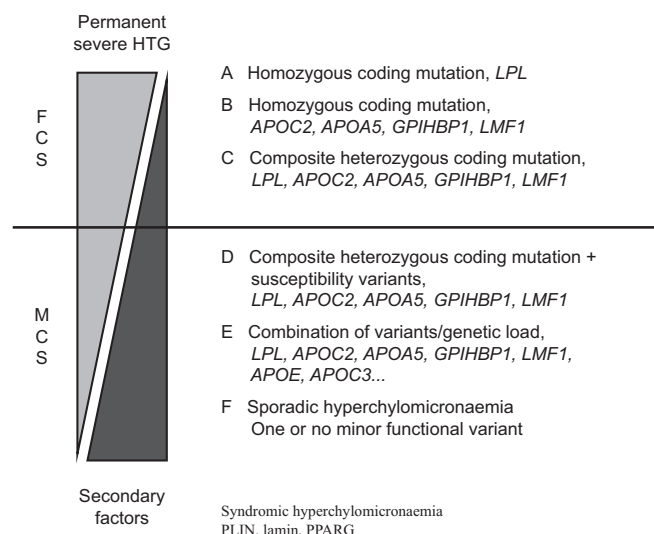 Permanent
severe HTG
F
C
S
A Homozygous coding mutation, LPL
B Homozygous coding mutation,
APOC2, APOA5, GPIHBP1, LMF1
C Composite heterozygous coding mutation,
LPL, APOC2, APOA5, GPIHBP1, LMF1
M
C
S
D Composite heterozygous coding mutation +
susceptibility variants,
LPL, APOC2, APOA5, GPIHBP1, LMF1
E Combination of variants/genetic load,
LPL, APOC2, APOA5, GPIHBP1, LMF1,
APOE, APOC3...
F Sporadic hyperchylomicronaemia
One or no minor functional variant
Secondary
factors
Syndromic hyperchylomicronaemia
PLIN, lamin, PPARG